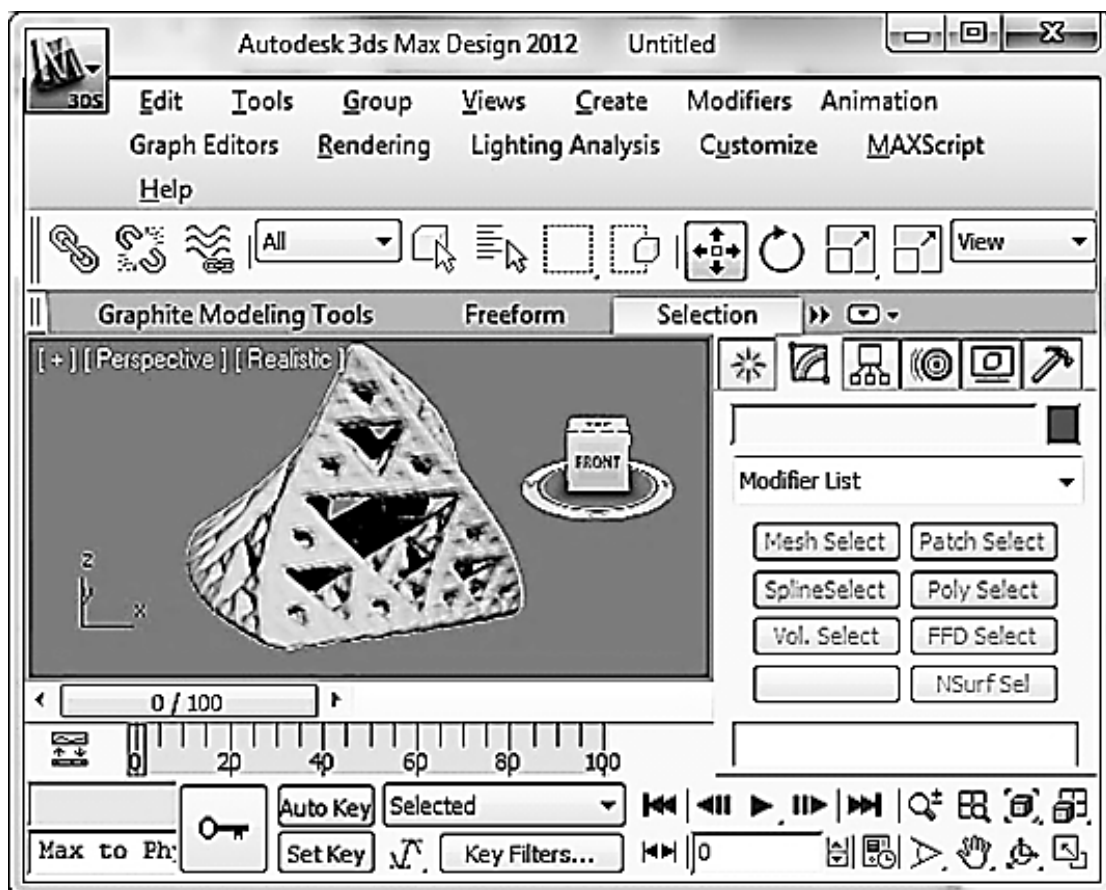 Autodesk 3ds Max Design 2012 Untitled
3DS
Edit Tools Group Views Create Modifiers Animation
Graph Editors Rendering Lighting Analysis Customize MAXScript
Help
All
View
Graphite Modeling Tools Freeform Selection
[ + ] [ Perspective ] [ Realistic ]
TOP
FRONT
Modifier List
Mesh Select Patch Select
SplineSelect Poly Select
Vol. Select FFD Select
NSurf Sel
z
y
x
0 / 100
0 20 40 60 80 100
Auto Key Selected
Max to Phy Set Key Key Filters... 0